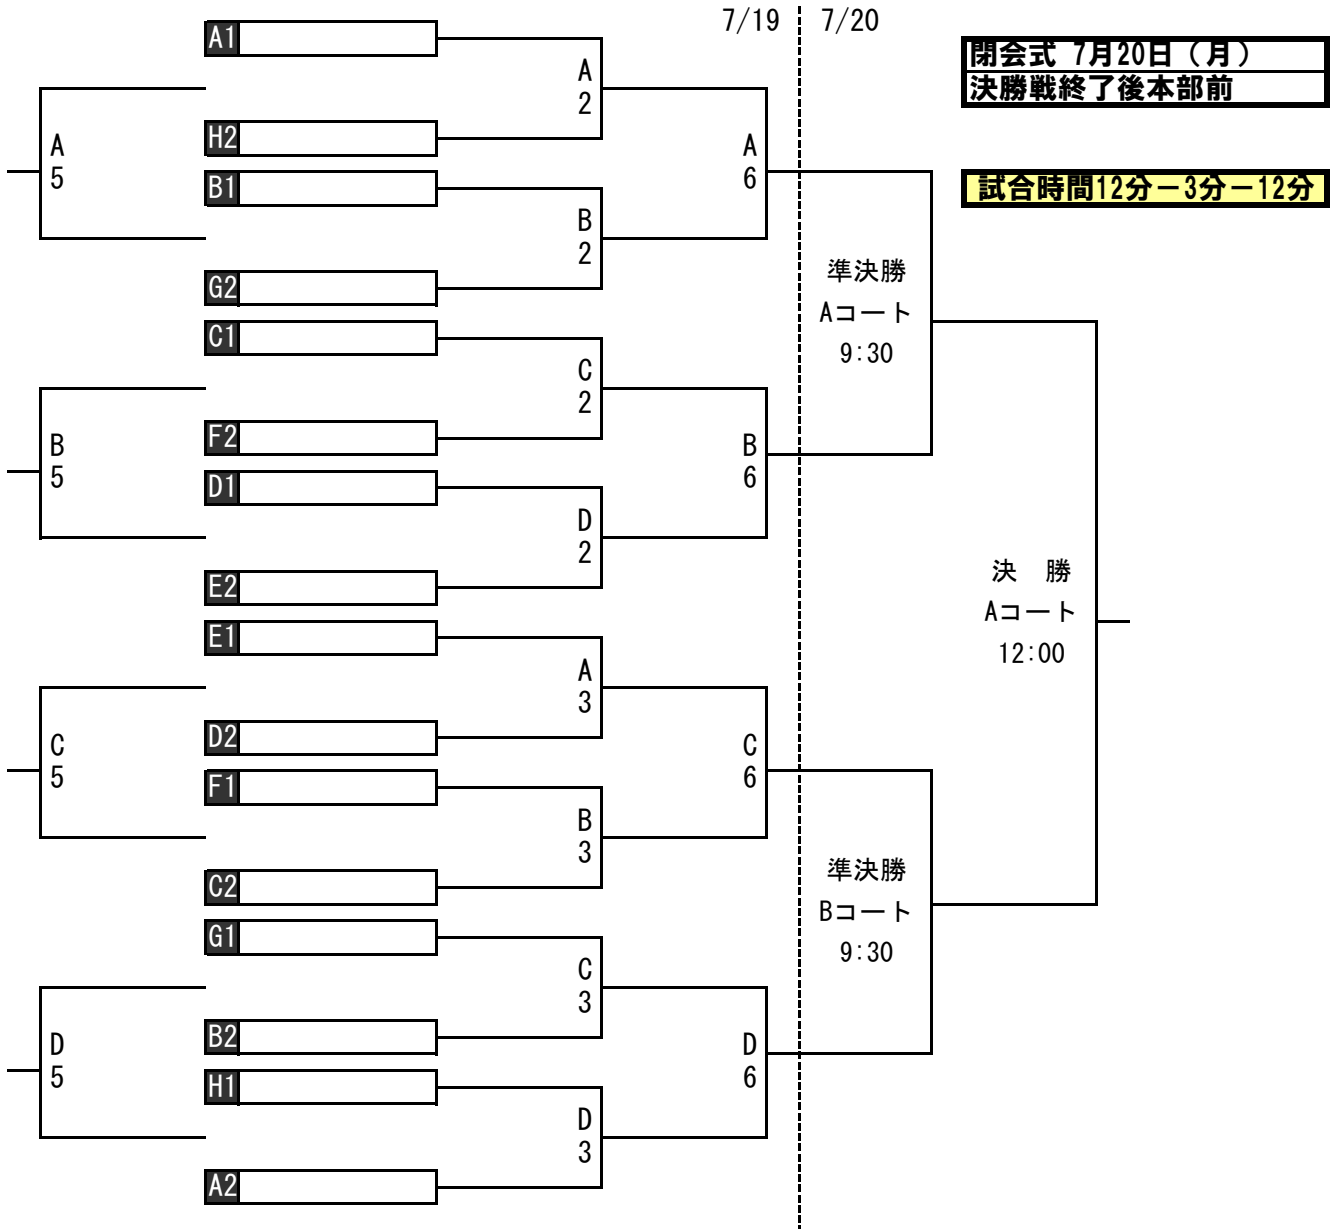 7/19
7/20
閉会式 7月20日（月）
決勝戦終了後本部前
試合時間12分－3分－12分
A1
A
2
H2
A
5
A
6
B1
B
2
G2
準決勝
Aコート
9:30
C1
C
2
F2
B
5
B
6
D1
D
2
E2
決　勝
Aコート
12:00
E1
A
3
D2
C
5
C
6
F1
B
3
C2
準決勝
Bコート
9:30
G1
C
3
B2
D
5
D
6
H1
D
3
A2